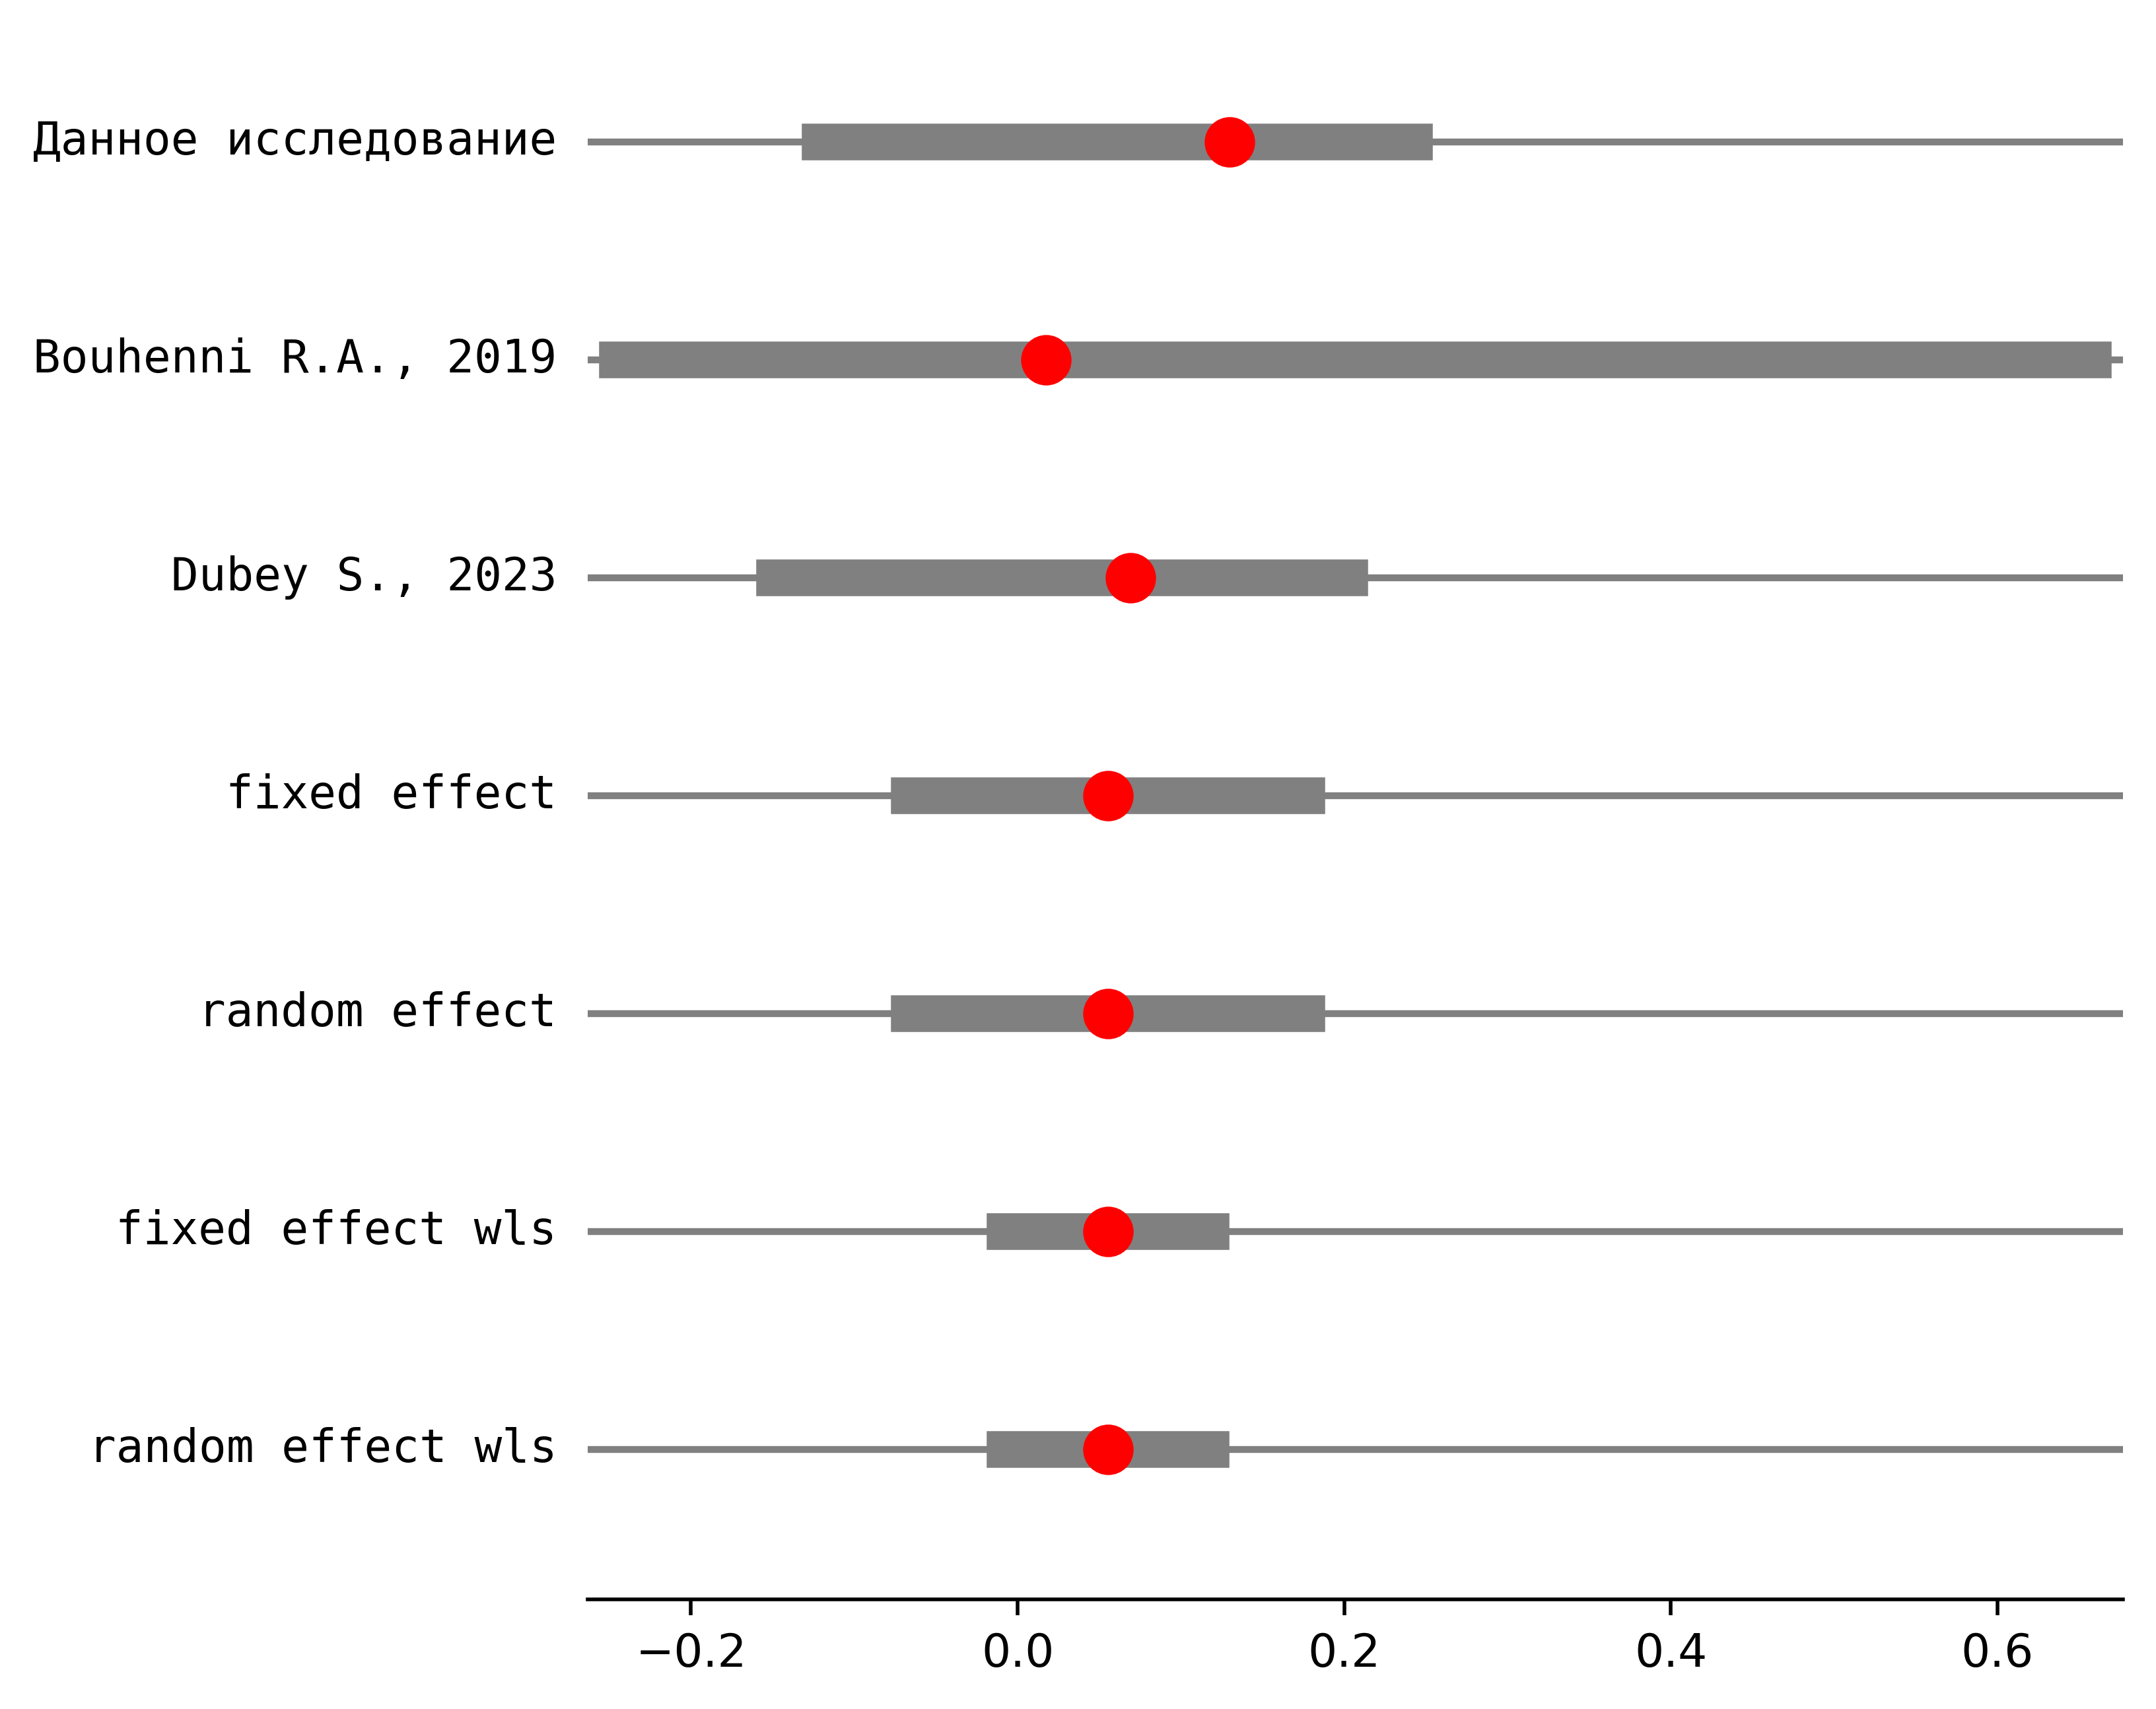 Данное исследование
Bouhenni R.A., 2019
Dubey S., 2023
fixed effect
random effect
fixed effect wls
random effect wls
−0.2 0.0 0.2 0.4 0.6